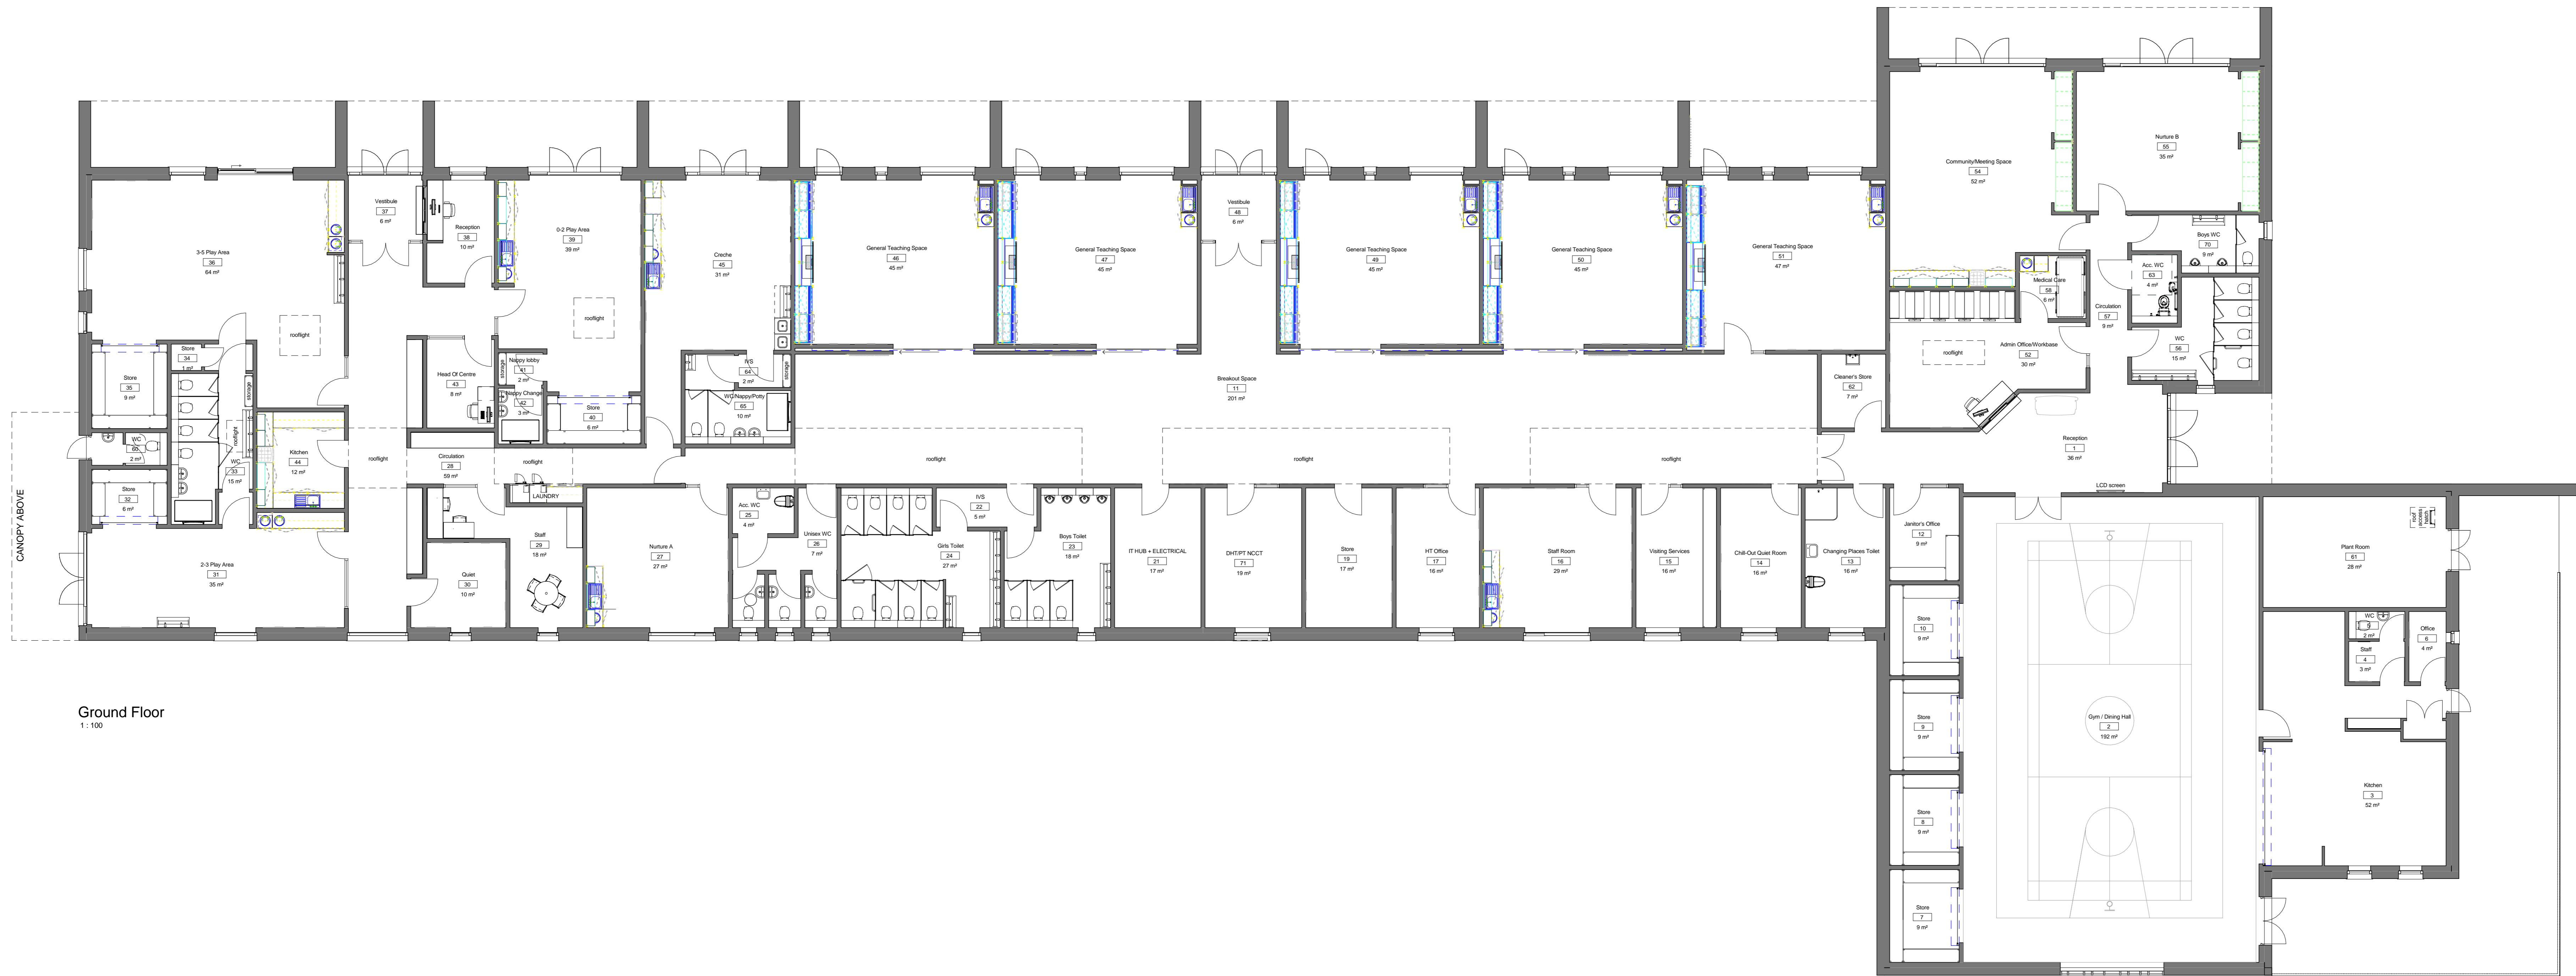 Community/Meeting Space
54
52 m²
Nurture B
55
35 m²
3-5 Play Area
36
64 m²
Vestibule
37
6 m²
Reception
38
10 m²
0-2 Play Area
39
39 m²
Creche
45
31 m²
General Teaching Space
46
45 m²
General Teaching Space
47
45 m²
Vestibule
48
6 m²
General Teaching Space
49
45 m²
General Teaching Space
50
45 m²
General Teaching Space
51
47 m²
Boys WC
70
9 m²
Acc. WC
63
4 m²
Medical Care
58
6 m²
Circulation
57
9 m²
WC
56
15 m²
Admin Office/Workbase
52
30 m²
rooflight
rooflight
rooflight
Store
34
1 m²
Store
35
9 m²
storage
Head Of Centre
43
8 m²
storage
Nappy lobby
41
2 m²
Nappy Change
42
3 m²
Store
40
6 m²
IVS
64
2 m²
storage
WC/Nappy/Potty
65
10 m²
Breakout Space
11
201 m²
Cleaner's Store
62
7 m²
WC
60
2 m²
rooflight
WC
33
15 m²
Kitchen
44
12 m²
rooflight
Circulation
28
59 m²
rooflight
rooflight
rooflight
rooflight
Reception
1
36 m²
LCD screen
CANOPY ABOVE
Store
32
6 m²
LAUNDRY
2-3 Play Area
31
35 m²
Quiet
30
10 m²
Staff
29
18 m²
Nurture A
27
27 m²
Acc. WC
25
4 m²
Unisex WC
26
7 m²
IVS
22
5 m²
Girls Toilet
24
27 m²
Boys Toilet
23
18 m²
IT HUB + ELECTRICAL
21
17 m²
DHT/PT NCCT
71
19 m²
Store
19
17 m²
HT Office
17
16 m²
Staff Room
16
29 m²
Visiting Services
15
16 m²
Chill-Out Quiet Room
14
16 m²
Changing Places Toilet
13
16 m²
Janitor's Office
12
9 m²
roof
access
hatch
Plant Room
61
28 m²
Store
10
9 m²
WC
5
2 m²
Staff
4
3 m²
Office
6
4 m²
Store
9
9 m²
Gym / Dining Hall
2
192 m²
Store
8
9 m²
Kitchen
3
52 m²
Store
7
9 m²
Ground Floor
1 : 100